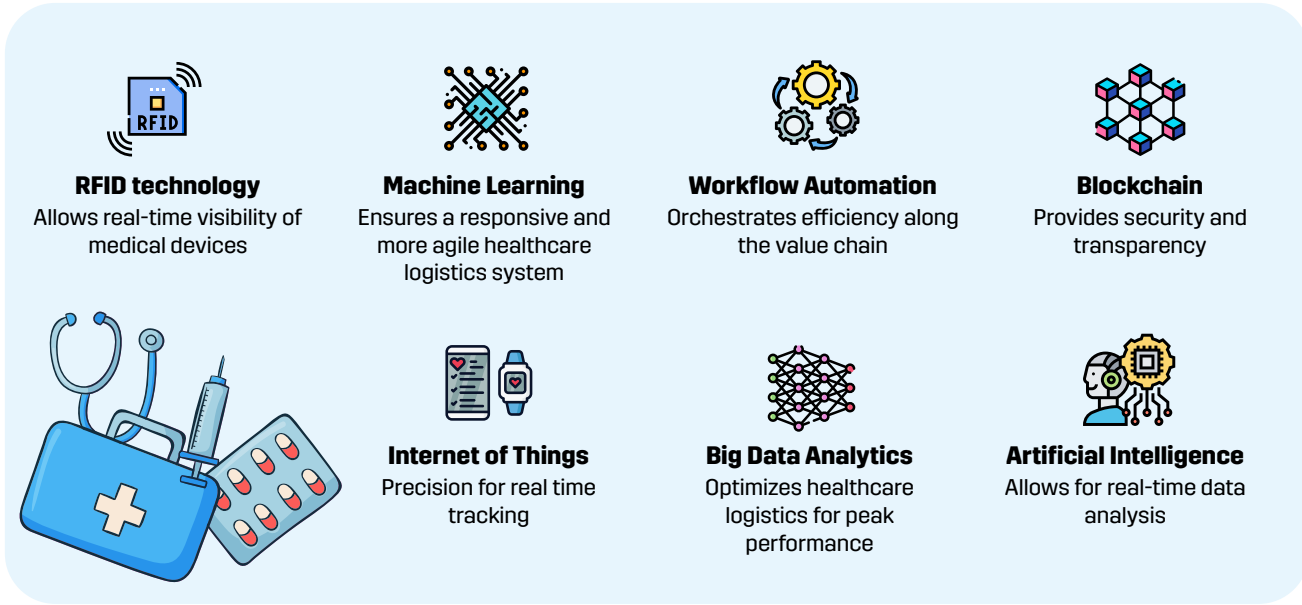 RFID
RFID technology
Allows real-time visibility of
medical devices
Machine Learning
Ensures a responsive and
more agile healthcare
logistics system
Workflow Automation
Orchestrates efficiency along
the value chain
Blockchain
Provides security and
transparency
Internet of Things
Precision for real time
tracking
Big Data Analytics
Optimizes healthcare
logistics for peak
performance
Artificial Intelligence
Allows for real-time data
analysis